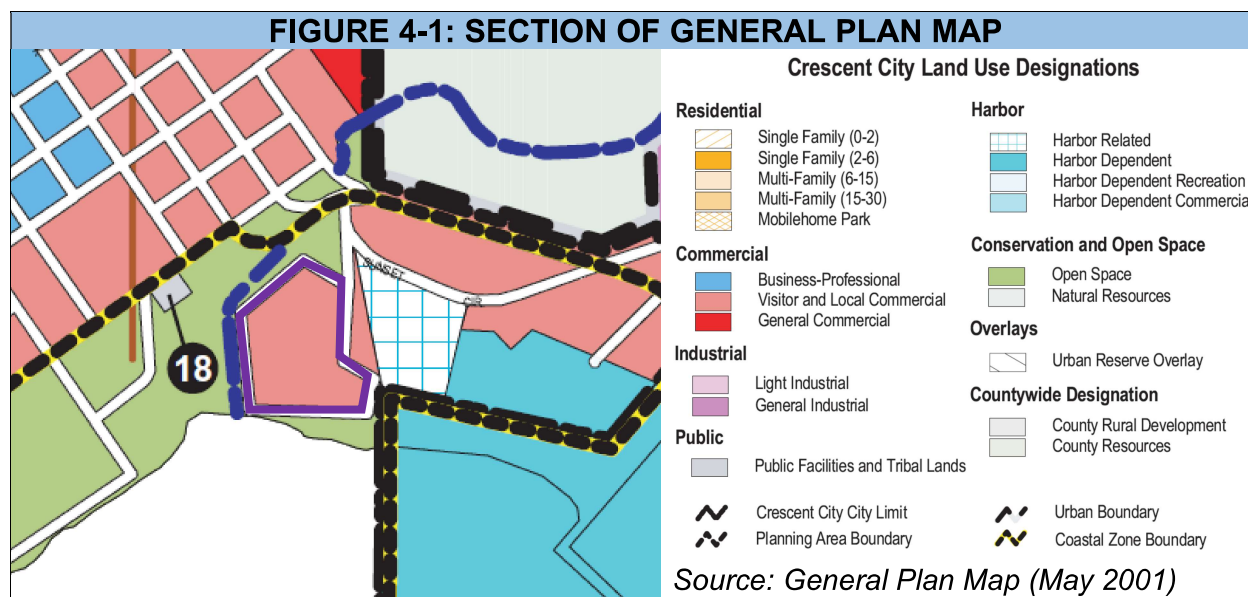 FIGURE 4-1: SECTION OF GENERAL PLAN MAP
SUNSET
CIR.
18
Crescent City Land Use Designations
Residential
Single Family (0-2)
Single Family (2-6)
Multi-Family (6-15)
Multi-Family (15-30)
Mobilehome Park
Commercial
Business-Professional
Visitor and Local Commercial
General Commercial
Industrial
Light Industrial
General Industrial
Public
Public Facilities and Tribal Lands
Crescent City City Limit
Planning Area Boundary
Harbor
Harbor Related
Harbor Dependent
Harbor Dependent Recreation
Harbor Dependent Commercia
Conservation and Open Space
Open Space
Natural Resources
Overlays
Urban Reserve Overlay
Countywide Designation
County Rural Development
County Resources
Urban Boundary
Coastal Zone Boundary
Source: General Plan Map (May 2001)